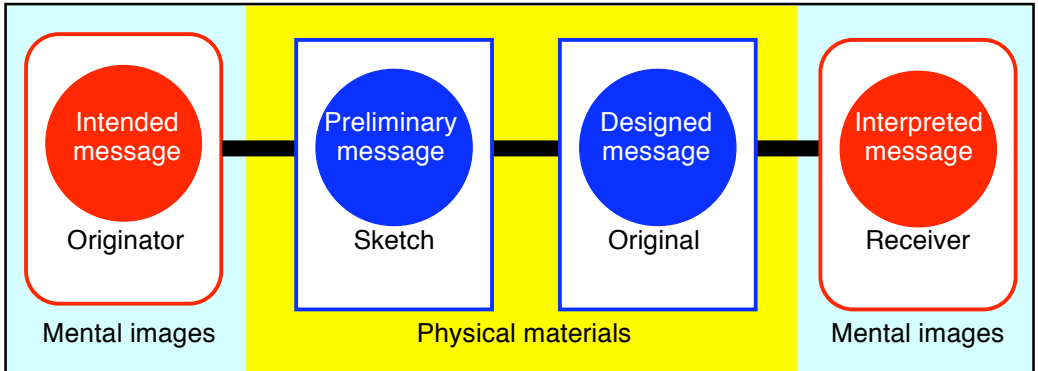 Intended
message
Originator
Preliminary
message
Sketch
Designed
message
Original
Interpreted
message
Receiver
Mental images
Physical materials
Mental images